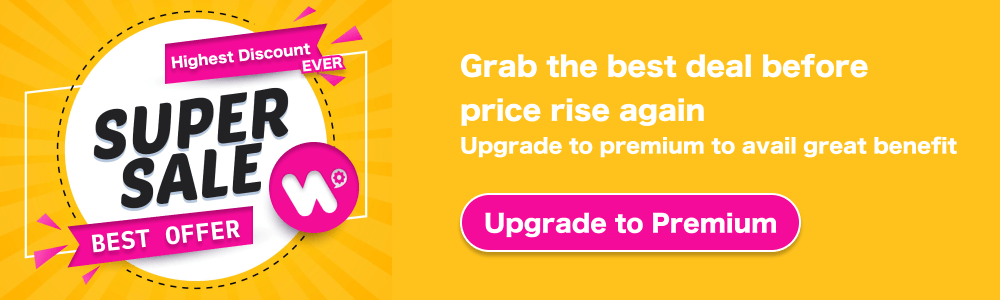 Highest Discount
EVER
SUPER
SALE
BEST OFFER
Grab the best deal before
price rise again
Upgrade to premium to avail great benefit
Upgrade to Premium